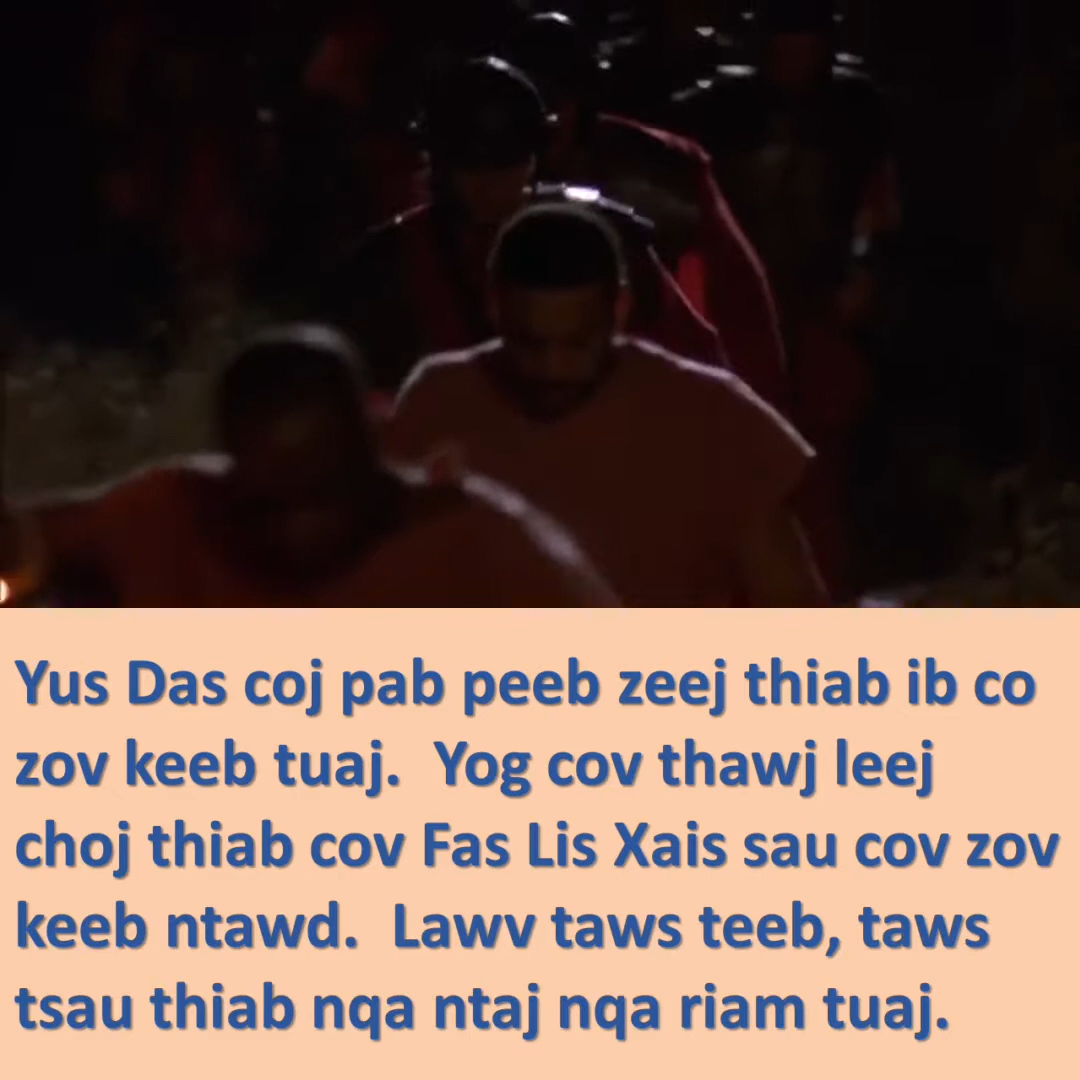 Yus Das coj pab peeb zeej thiab ib co
zov keeb tuaj.  Yog cov thawj leej
choj thiab cov Fas Lis Xais sau cov zov
keeb ntawd.  Lawv taws teeb, taws
tsau thiab nqa ntaj nqa riam tuaj.